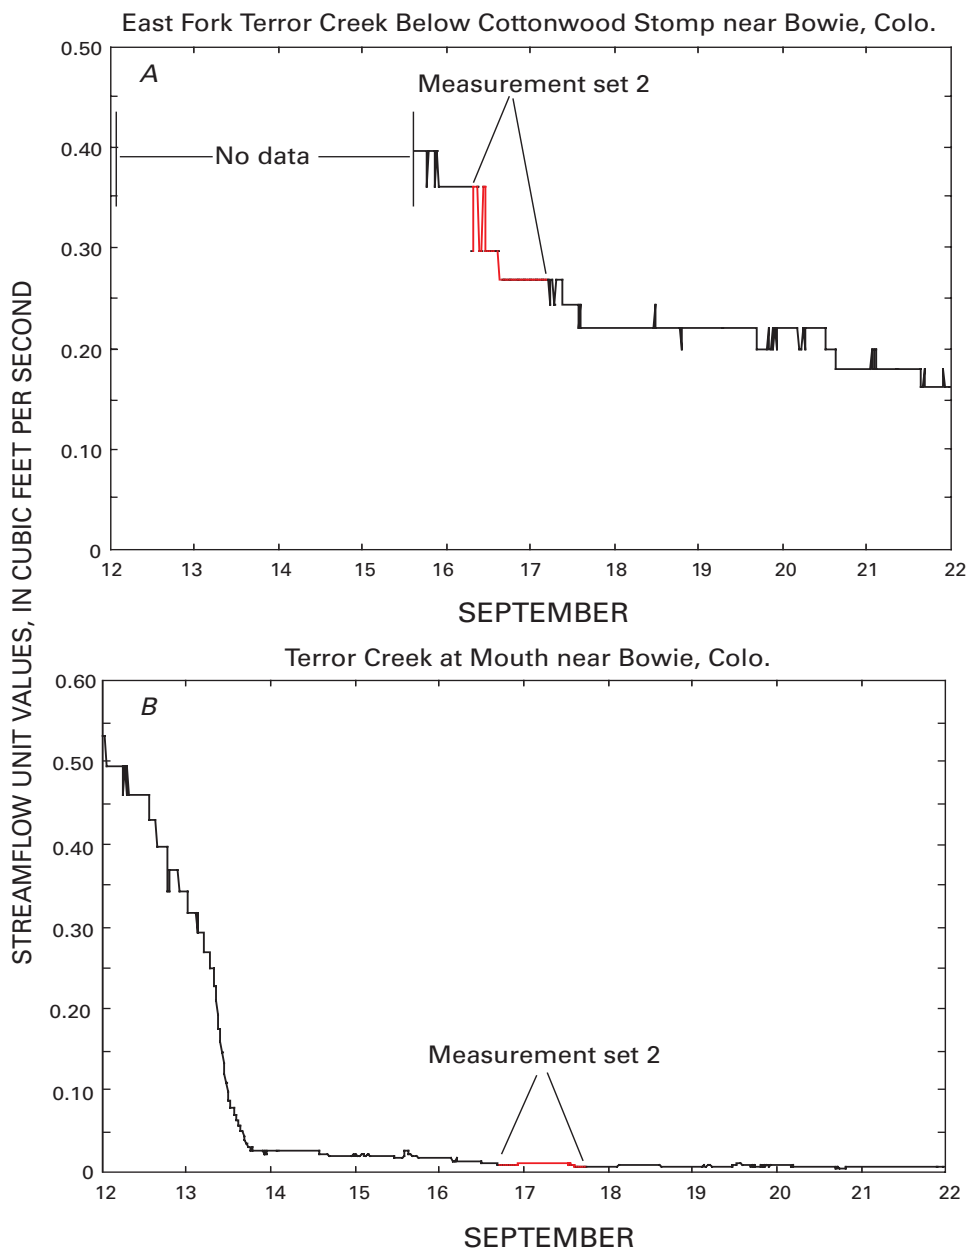 East Fork Terror Creek Below Cottonwood Stomp near Bowie, Colo.
0.50
A
Measurement set 2
0.40
No data
0.30
0.20
0.10
0
12 13 14 15 16 17 18 19 20 21 22
SEPTEMBER
STREAMFLOW UNIT VALUES, IN CUBIC FEET PER SECOND
Terror Creek at Mouth near Bowie, Colo.
0.60
B
0.50
0.40
0.30
0.20
Measurement set 2
0.10
0
12 13 14 15 16 17 18 19 20 21 22
SEPTEMBER